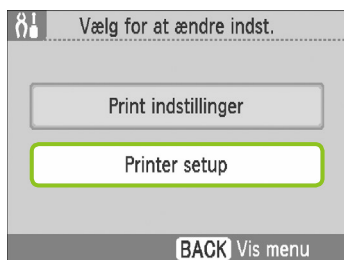 Vælg for at ændre indst.
Print indstillinger
Printer setup
BACK Vis menu